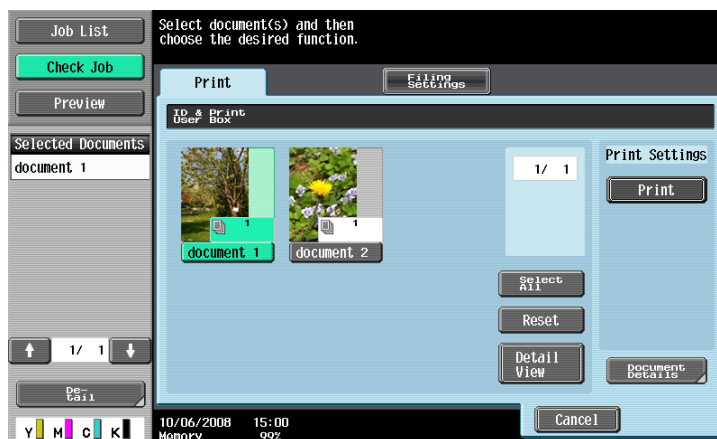 Job List
Check Job
Preview
Selected Documents
document 1
1/ 1
De-
tail
Y M C K
Select document(s) and then
choose the desired function.
Print
Filing
Settings
ID & Print
User Box
1
document 1
1
document 2
1/ 1
Select
All
Reset
Detail
View
Print Settings
Print
Document
Details
10/06/2008 15:00
Memory 99%
Cancel